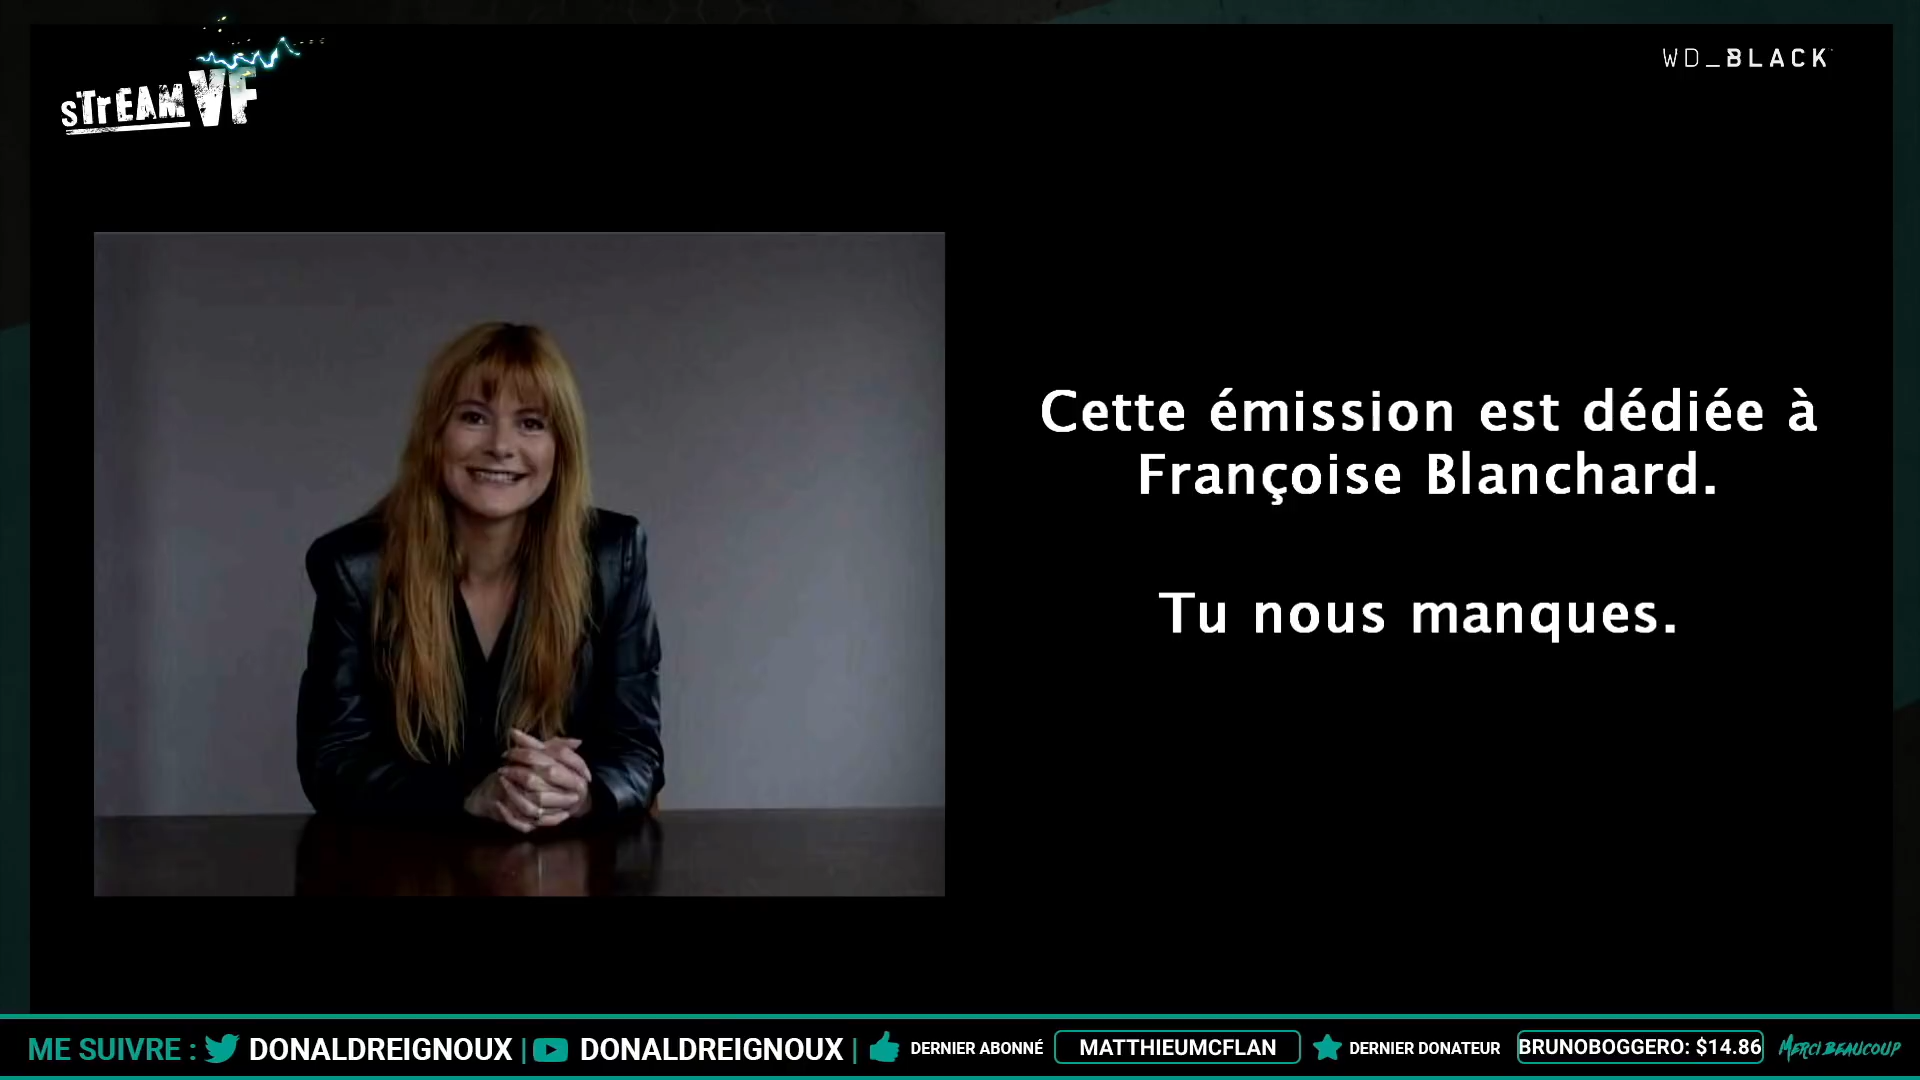 STrEAM VF
WD_BLACK
Cette émission est dédiée à
Françoise Blanchard.
Tu nous manques.
ME SUIVRE : DONALDREIGNOUX | DONALDREIGNOUX | DERNIER ABONNÉ MATTHIEUMCFLAN DERNIER DONATEUR BRUNOBOGGERO: $14.86 MERCI BEAUCOUP